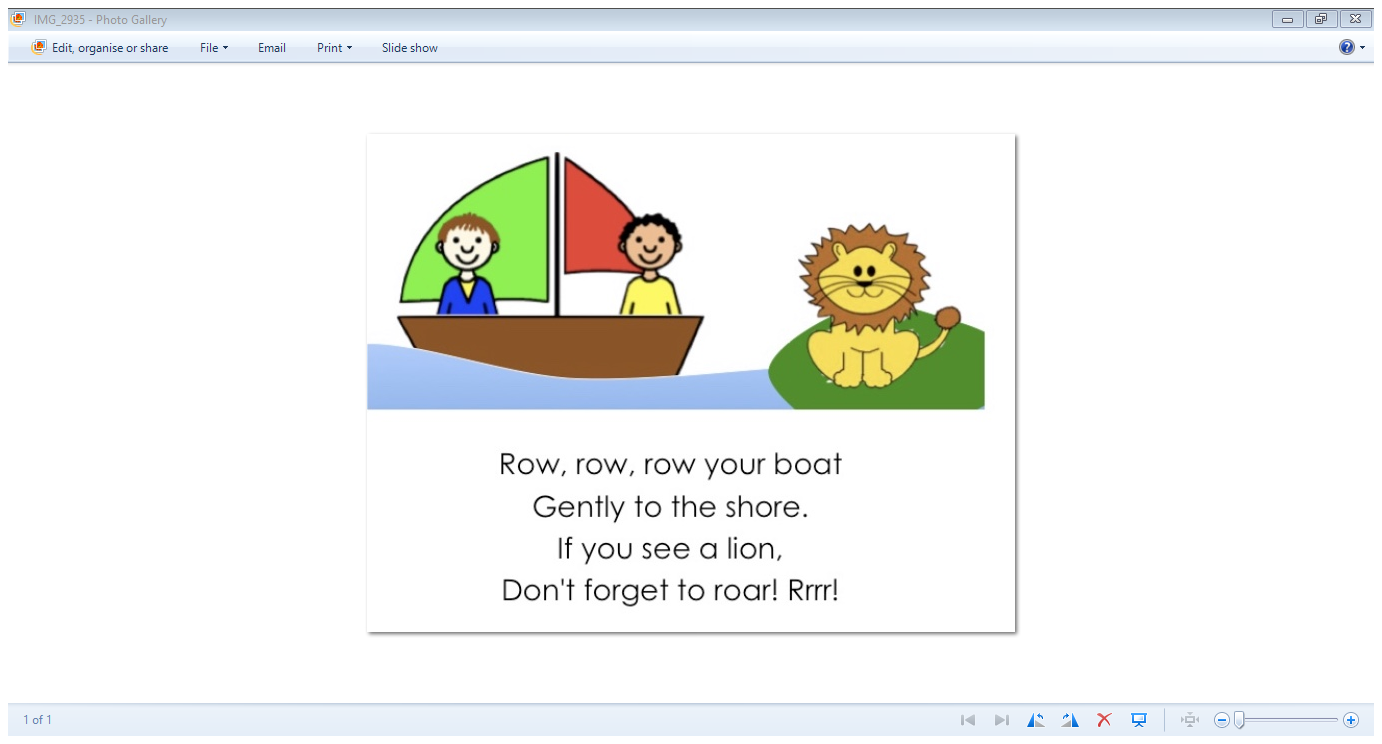 IMG_2935 - Photo Gallery
Edit, organise or share File Email Print Slide show
Row, row, row your boat
Gently to the shore.
If you see a lion,
Don't forget to roar! Rrrr!
1 of 1